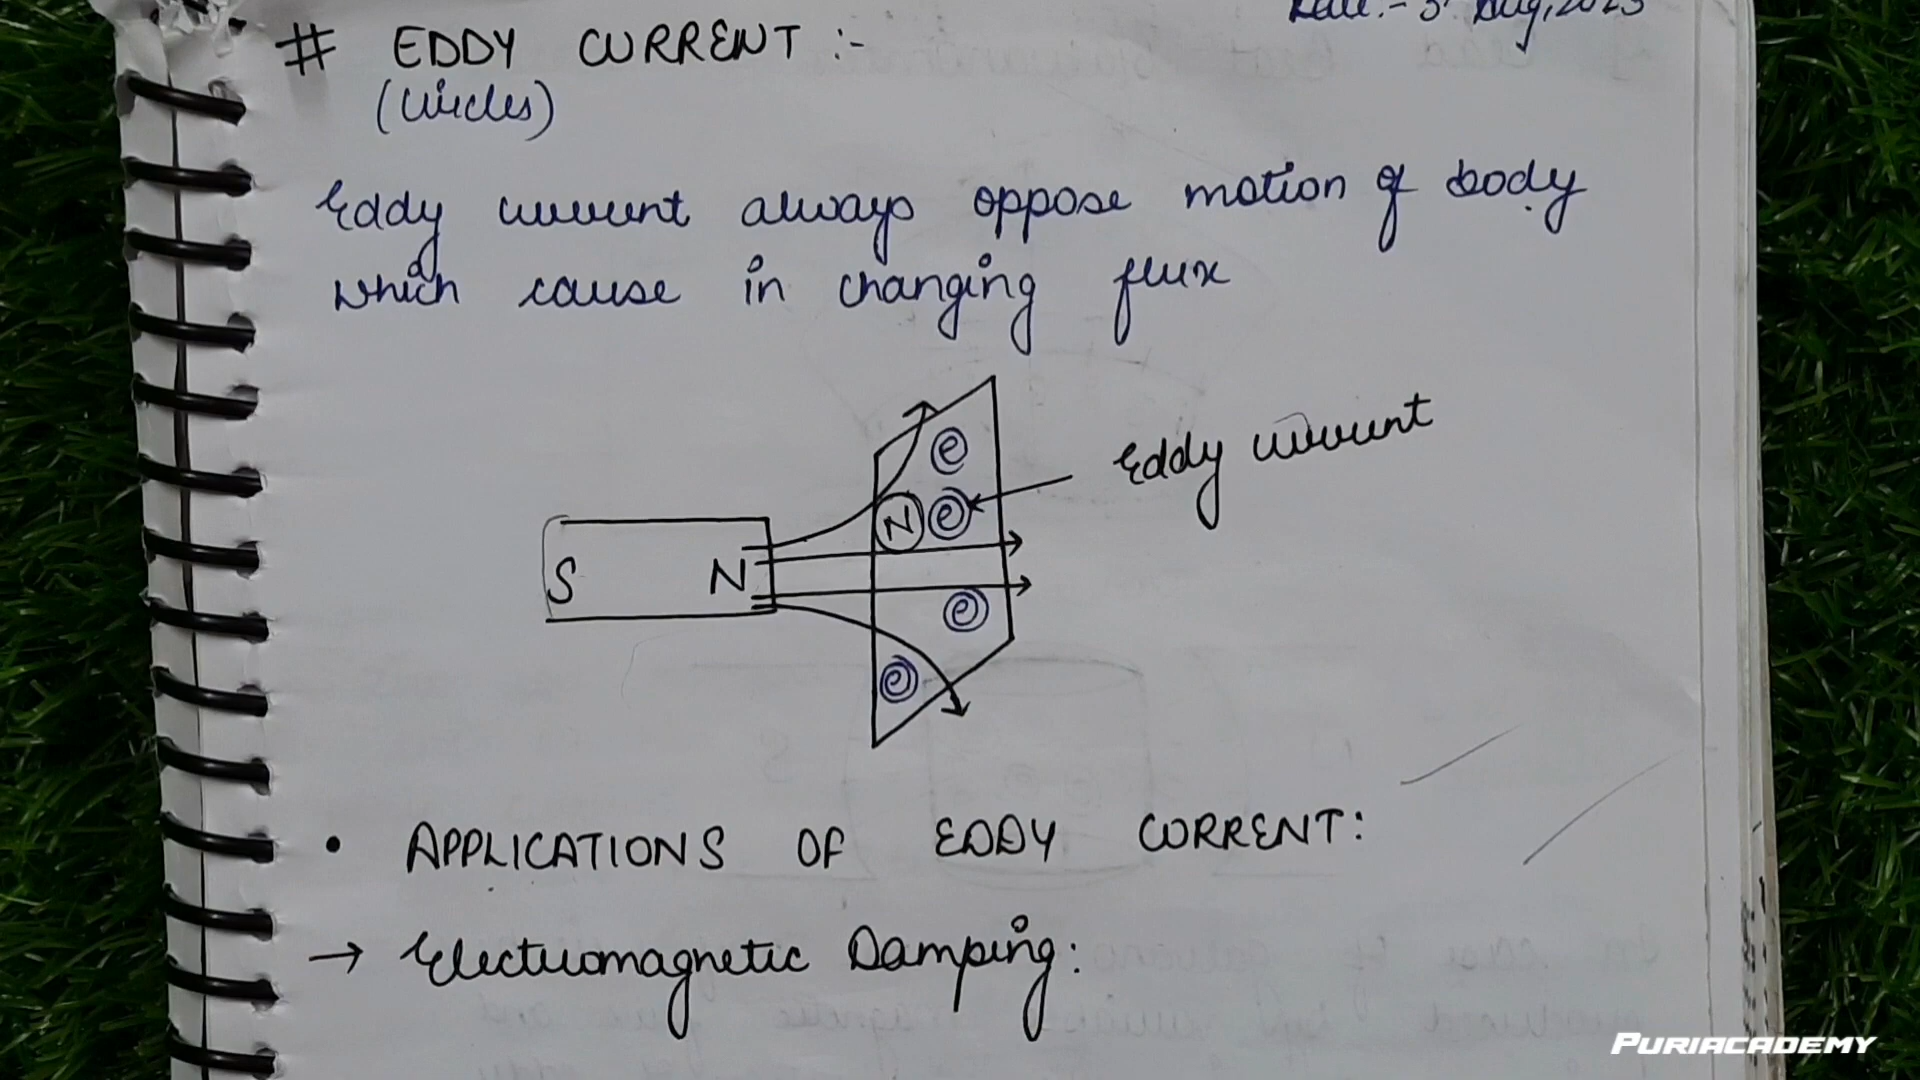 # EDDY CURRENT :-
(Circles)
Eddy current always oppose motion of body
which cause in changing flux
Eddy current
N
S N
• APPLICATIONS OF EDDY CURRENT:
→ Electromagnetic Damping:
PURIACADEMY